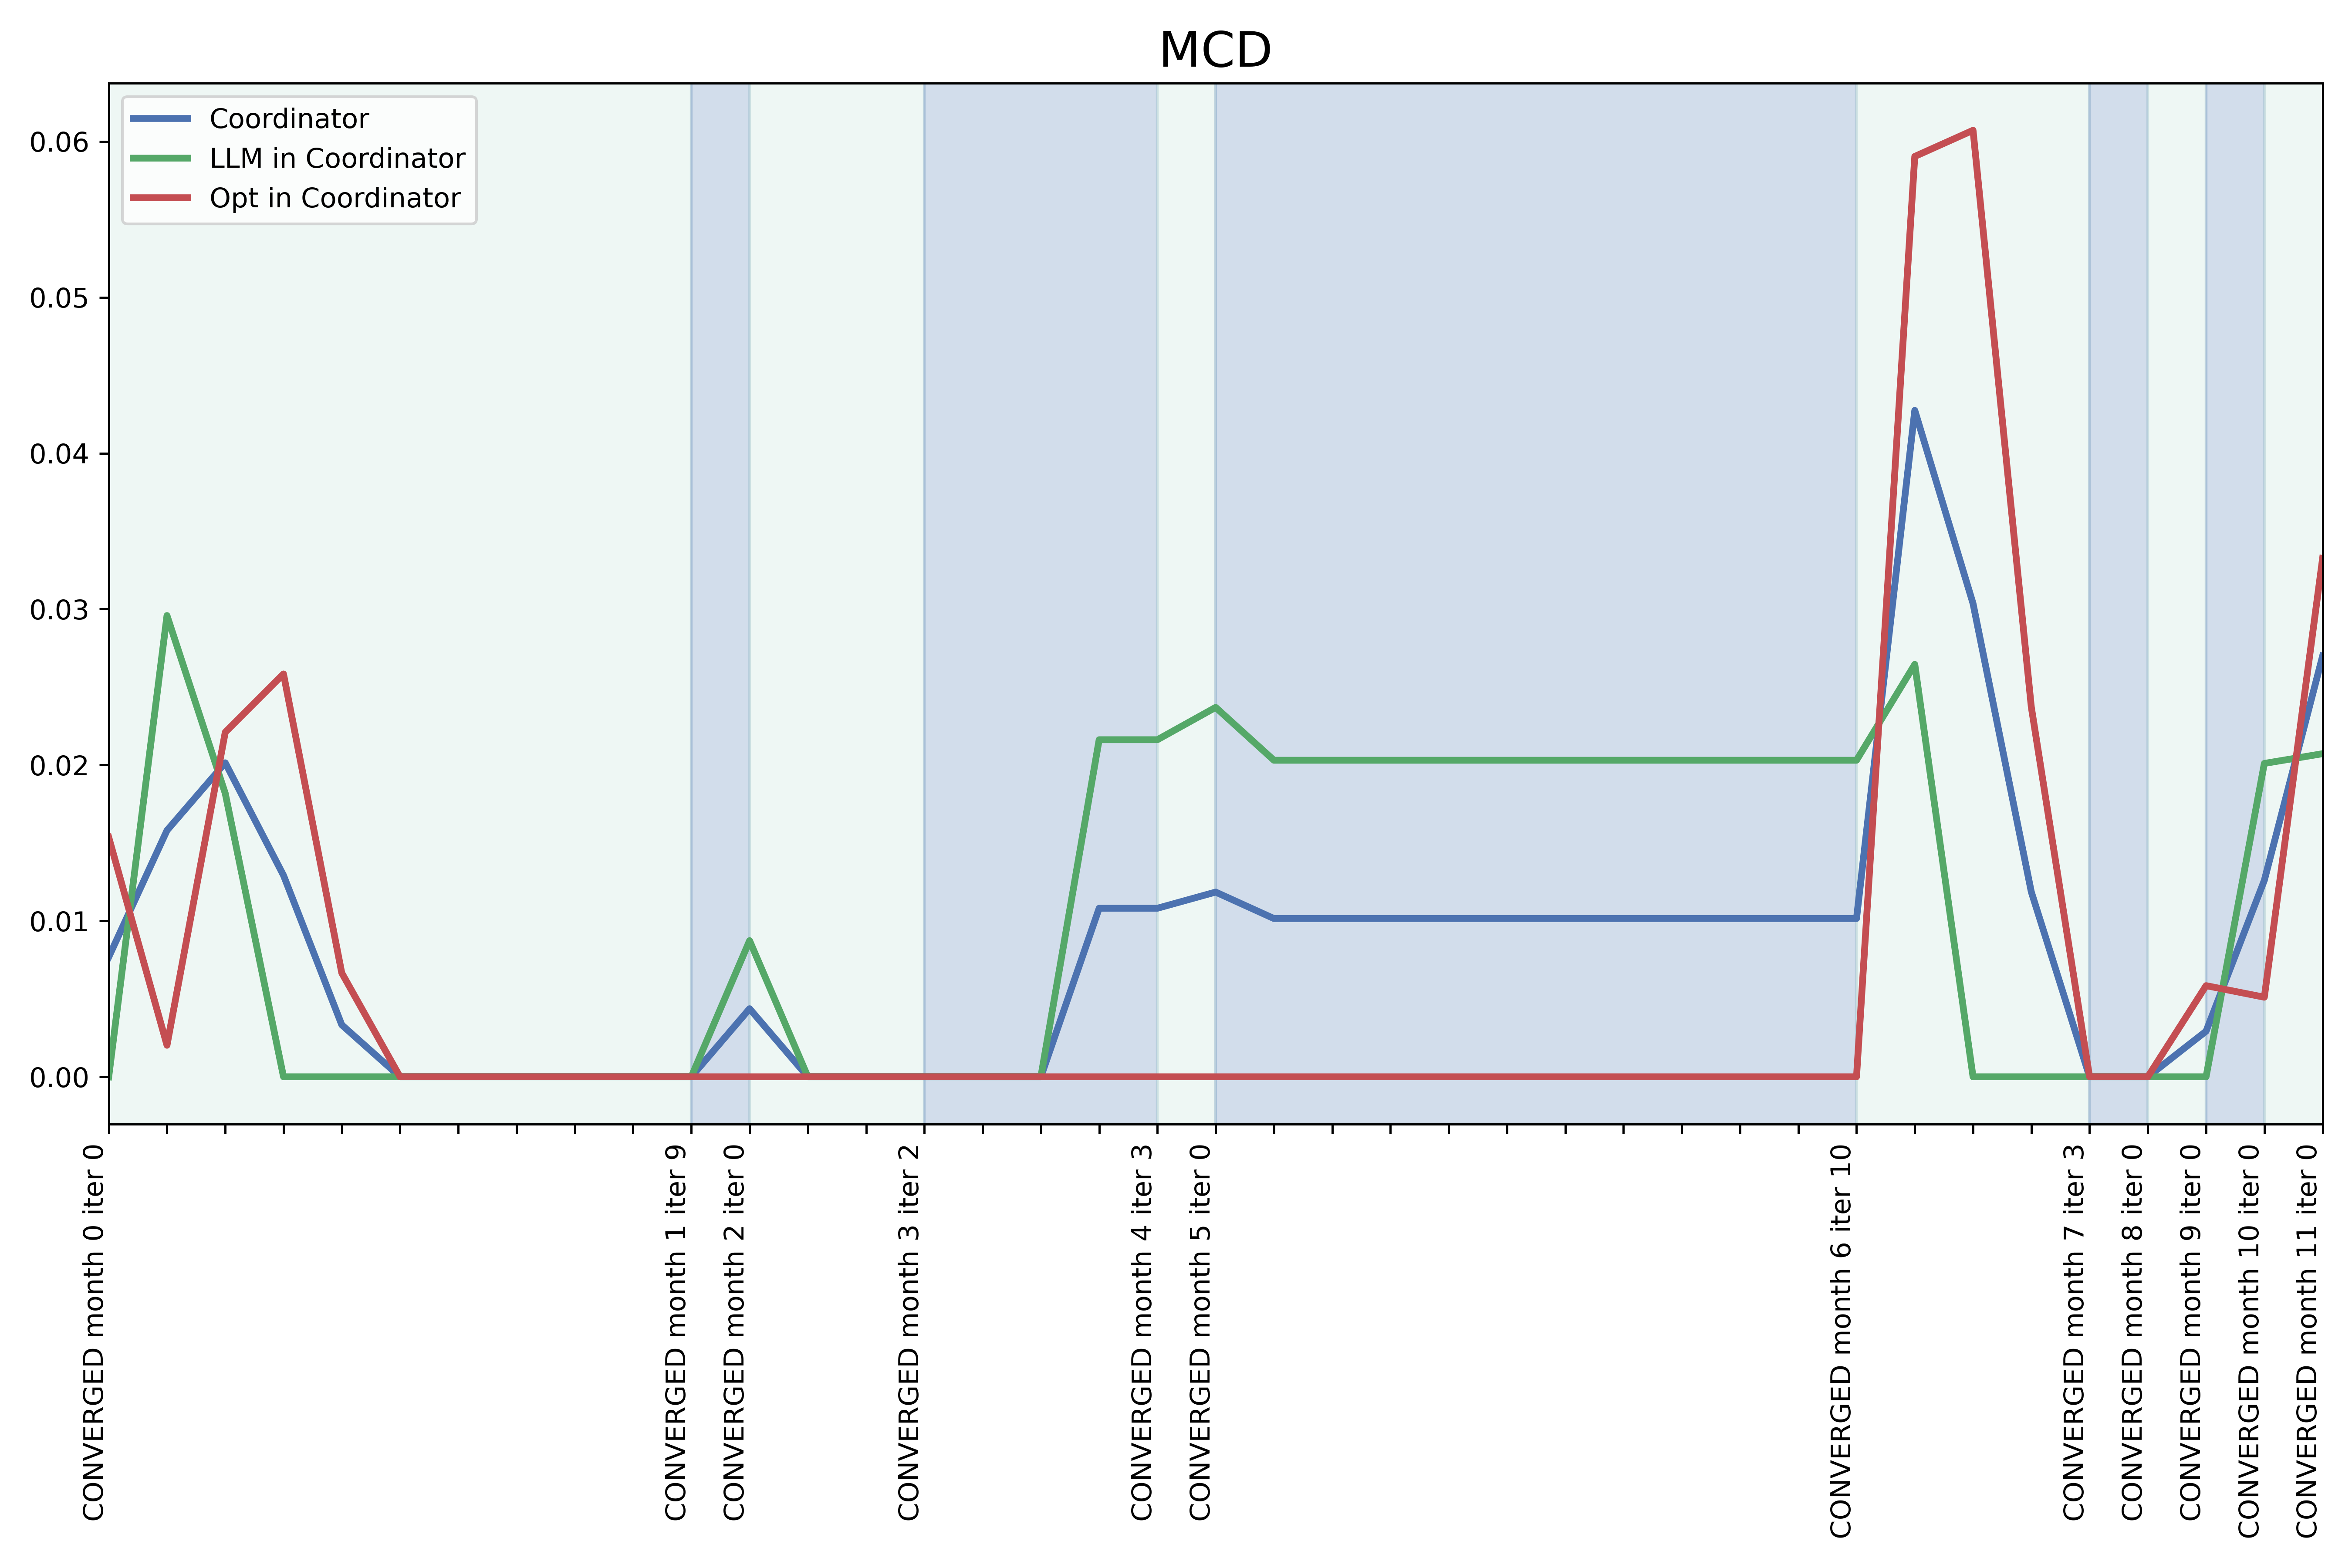 MCD
Coordinator
LLM in Coordinator
Opt in Coordinator
0.06
0.05
0.04
0.03
0.02
0.01
0.00
CONVERGED month 0 iter 0
CONVERGED month 1 iter 9
CONVERGED month 2 iter 0
CONVERGED month 3 iter 2
CONVERGED month 4 iter 3
CONVERGED month 5 iter 0
CONVERGED month 6 iter 10
CONVERGED month 7 iter 3
CONVERGED month 8 iter 0
CONVERGED month 9 iter 0
CONVERGED month 10 iter 0
CONVERGED month 11 iter 0